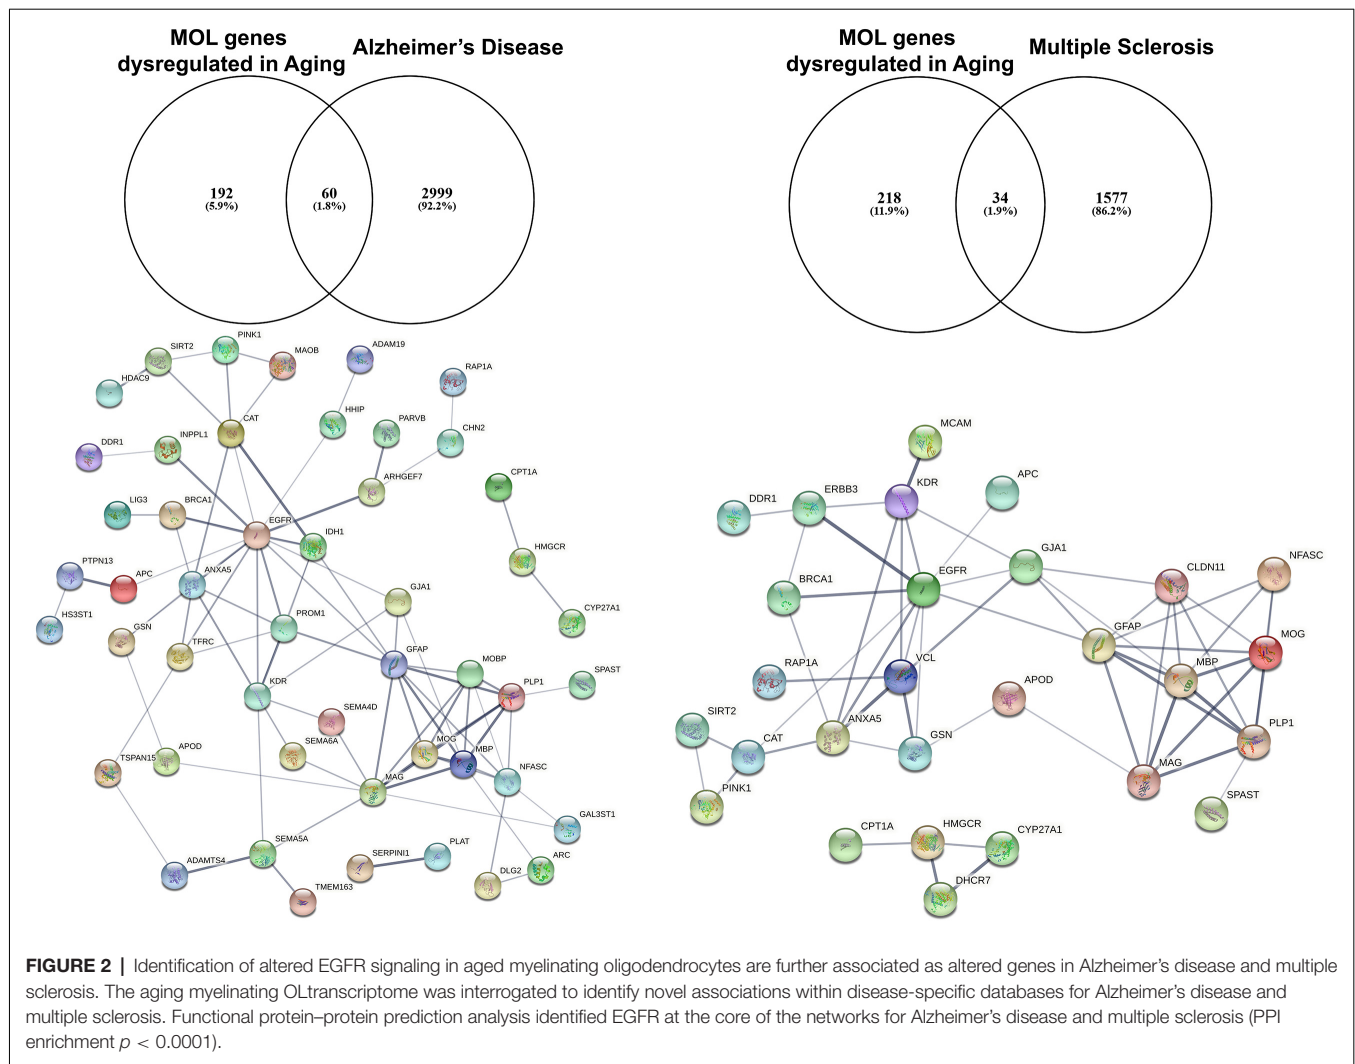 MOL genes
dysregulated in Aging
Alzheimer's Disease
192
(5.9%)
60
(1.8%)
2999
(92.2%)
MOL genes
dysregulated in Aging
Multiple Sclerosis
218
(11.9%)
34
(1.9%)
1577
(86.2%)
PINK1
SIRT2
MAOB
ADAM19
HDAC9
RAP1A
CAT
HHIP
PARVB
CHN2
DDR1
INPPL1
ARHGEF7
CPT1A
LIG3
BRCA1
EGFR
IDH1
HMGCR
PTPN13
APC
ANXA5
GJA1
CYP27A1
HS3ST1
GSN
TFRC
PROM1
GFAP
MOBP
PLP1
SPAST
KDR
SEMA4D
SEMA6A
MOG
MBP
TSPAN15
APOD
MAG
NFASC
GAL3ST1
SEMA5A
ADAMTS4
SERPINI1
PLAT
DLG2
ARC
TMEM163
MCAM
APC
KDR
ERBB3
DDR1
GJA1
EGFR
CLDN11
NFASC
BRCA1
GFAP
MOG
MBP
RAP1A
VCL
APOD
SIRT2
ANXA5
CAT
GSN
PLP1
MAG
PINK1
SPAST
CPT1A
HMGCR
CYP27A1
DHCR7
FIGURE 2 | Identification of altered EGFR signaling in aged myelinating oligodendrocytes are further associated as altered genes in Alzheimer's disease and multiple
sclerosis. The aging myelinating OLtranscriptome was interrogated to identify novel associations within disease-specific databases for Alzheimer's disease and
multiple sclerosis. Functional protein–protein prediction analysis identified EGFR at the core of the networks for Alzheimer's disease and multiple sclerosis (PPI
enrichment p < 0.0001).